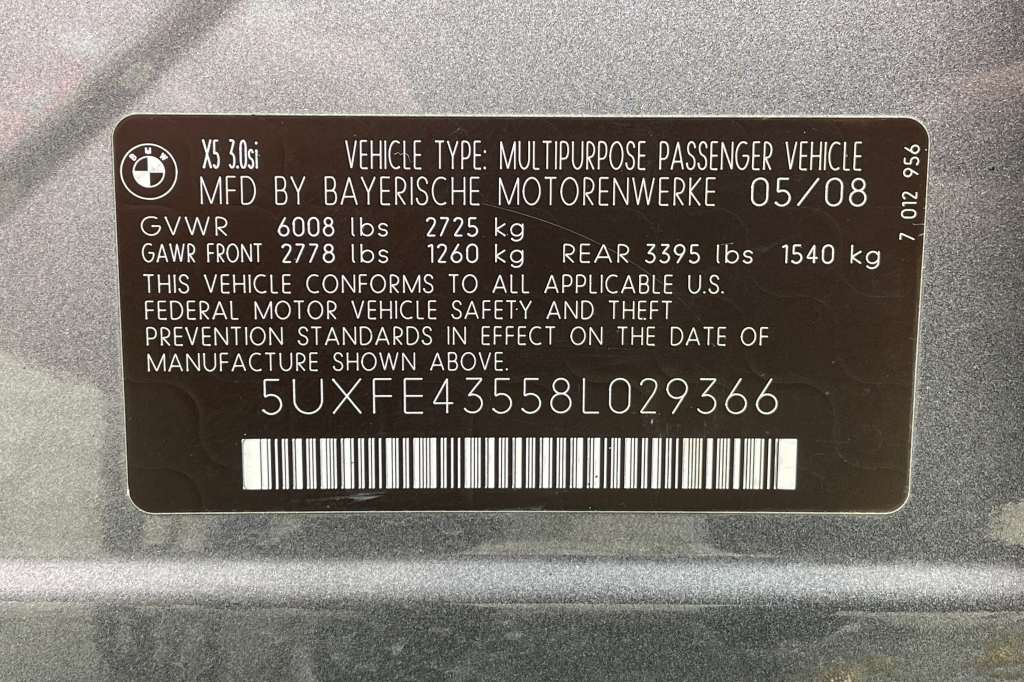 BMW
X5 3.0si VEHICLE TYPE: MULTIPURPOSE PASSENGER VEHICLE
MFD BY BAYERISCHE MOTORENWERKE 05/08
GVWR 6008 lbs 2725 kg
GAWR FRONT 2778 lbs 1260 kg REAR 3395 lbs 1540 kg
THIS VEHICLE CONFORMS TO ALL APPLICABLE U.S.
FEDERAL MOTOR VEHICLE SAFETY AND THEFT
PREVENTION STANDARDS IN EFFECT ON THE DATE OF
MANUFACTURE SHOWN ABOVE.
5UXFE43558L029366
7 012 956